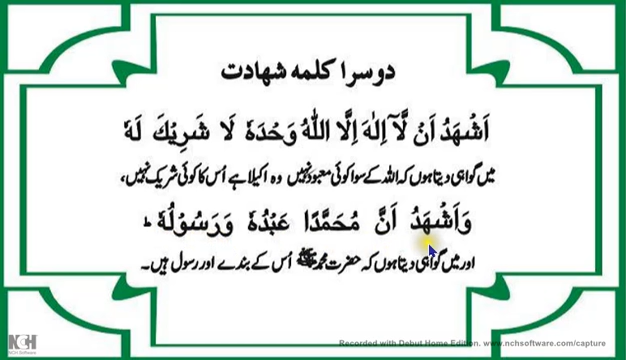 دوسرا کلمہ شھادت
اَشْهَدُ اَنْ لَّآ اِلٰهَ اِلَّا اللّٰهُ وَحْدَهٗ لَا شَرِيْكَ لَهٗ
میں گواہی دیتا ہوں کہ اللہ کے سوا کوئی معبود نہیں وہ اکیلا ہے اُس کا کوئی شریک نہیں،
وَاَشْهَدُ اَنَّ مُحَمَّدًا عَبْدُهٗ وَرَسُوْلُهٗ ؕ
اور میں گواہی دیتا ہوں کہ حضرت محمد ﷺ اُس کے بندے اور رسول ہیں۔
NCH
NCH Software
Recorded with Debut Home Edition. www.nchsoftware.com/capture